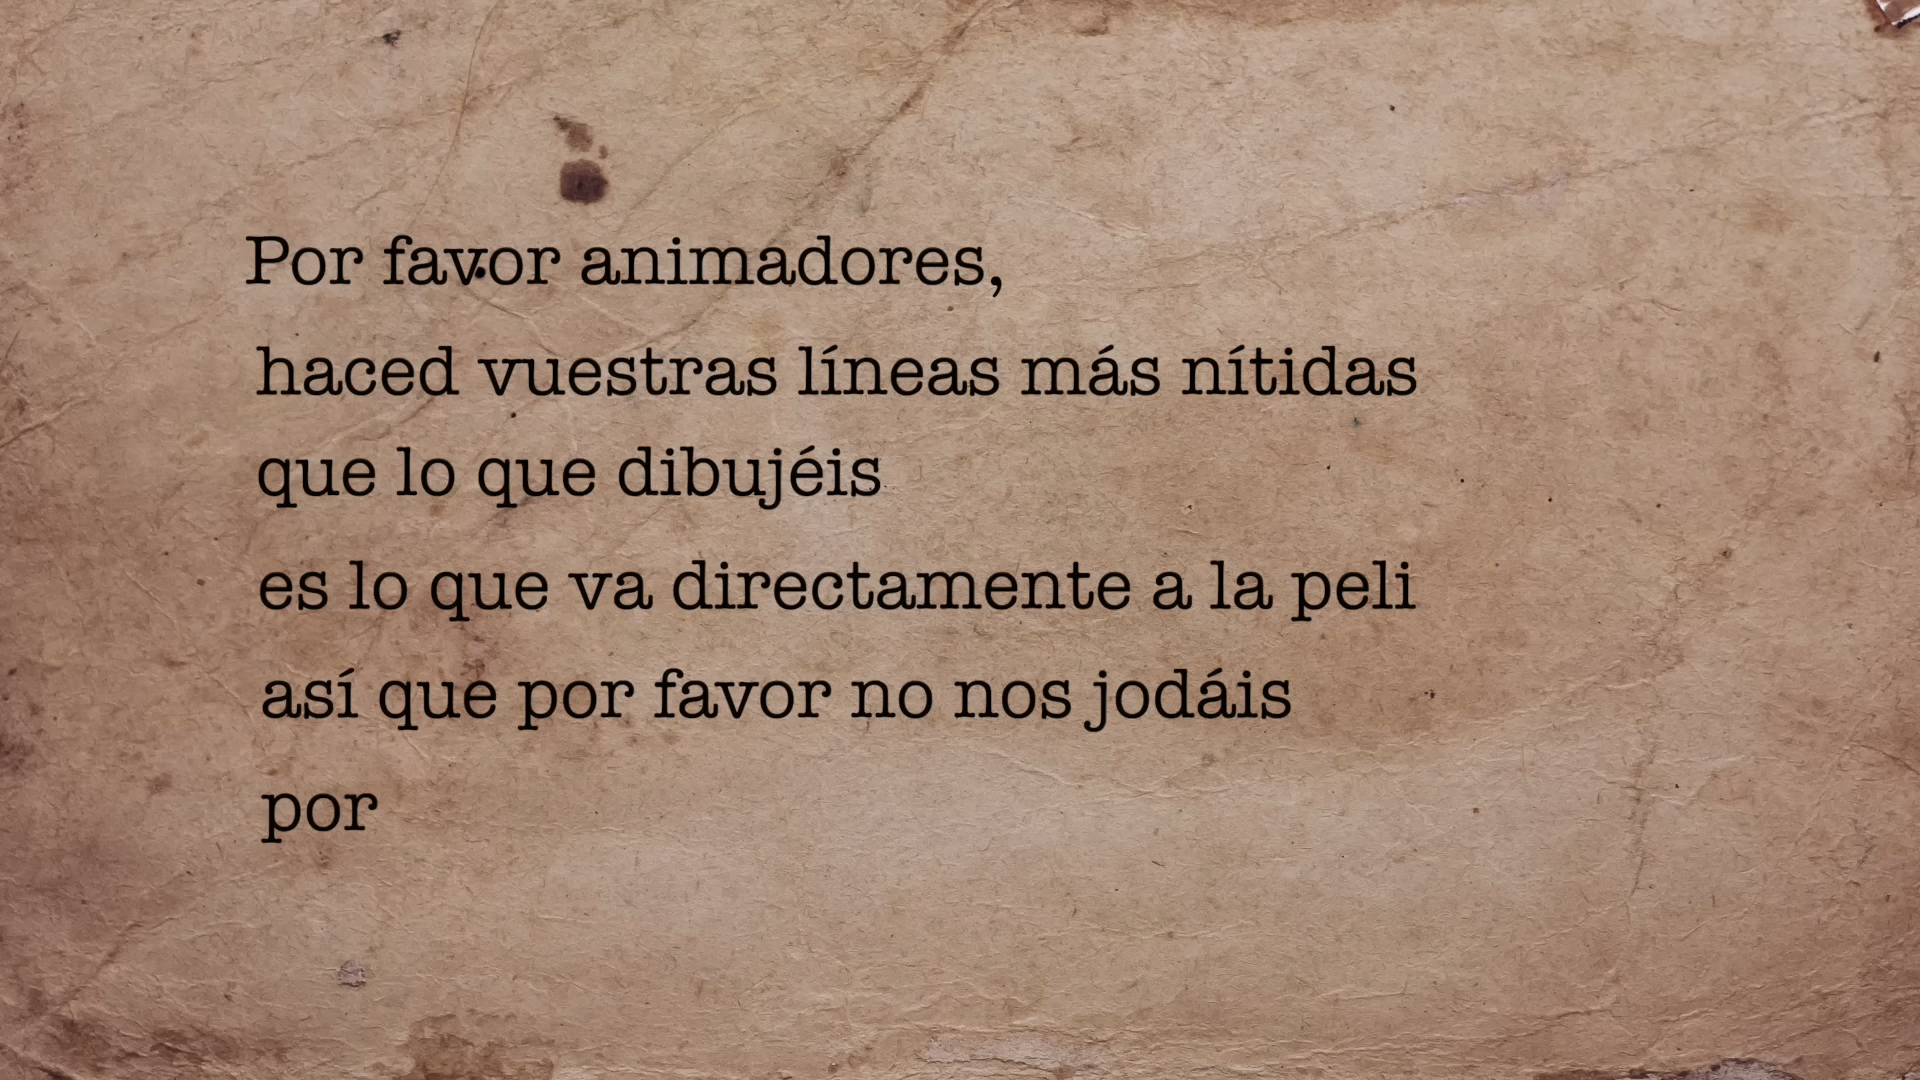 Por favor animadores,
haced vuestras líneas más nítidas
que lo que dibujéis
es lo que va directamente a la peli
así que por favor no nos jodáis
por